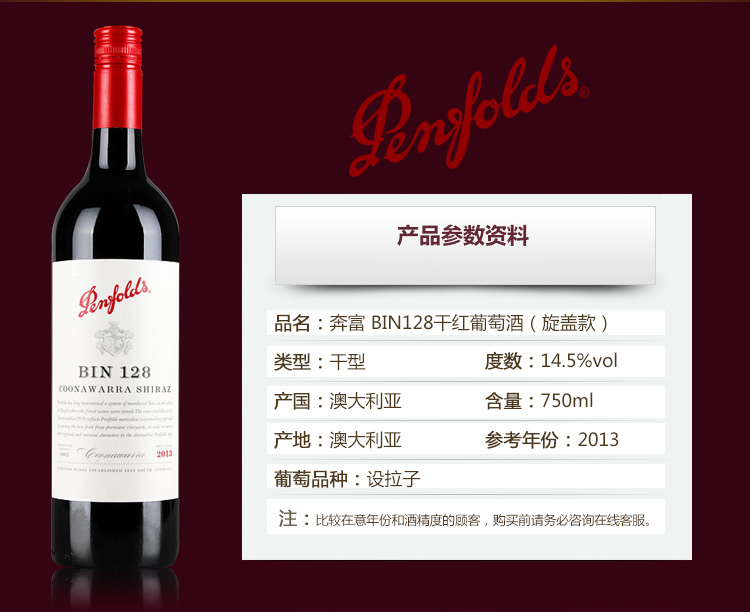 Penfolds®
产品参数资料
品名：奔富 BIN128干红葡萄酒（旋盖款）
类型：干型 度数：14.5%vol
产国：澳大利亚 含量：750ml
产地：澳大利亚 参考年份：2013
葡萄品种：设拉子
注：比较在意年份和酒精度的顾客，购买前请务必咨询在线客服。
Penfolds
BIN 128
COONAWARRA SHIRAZ
Coonawarra
2013